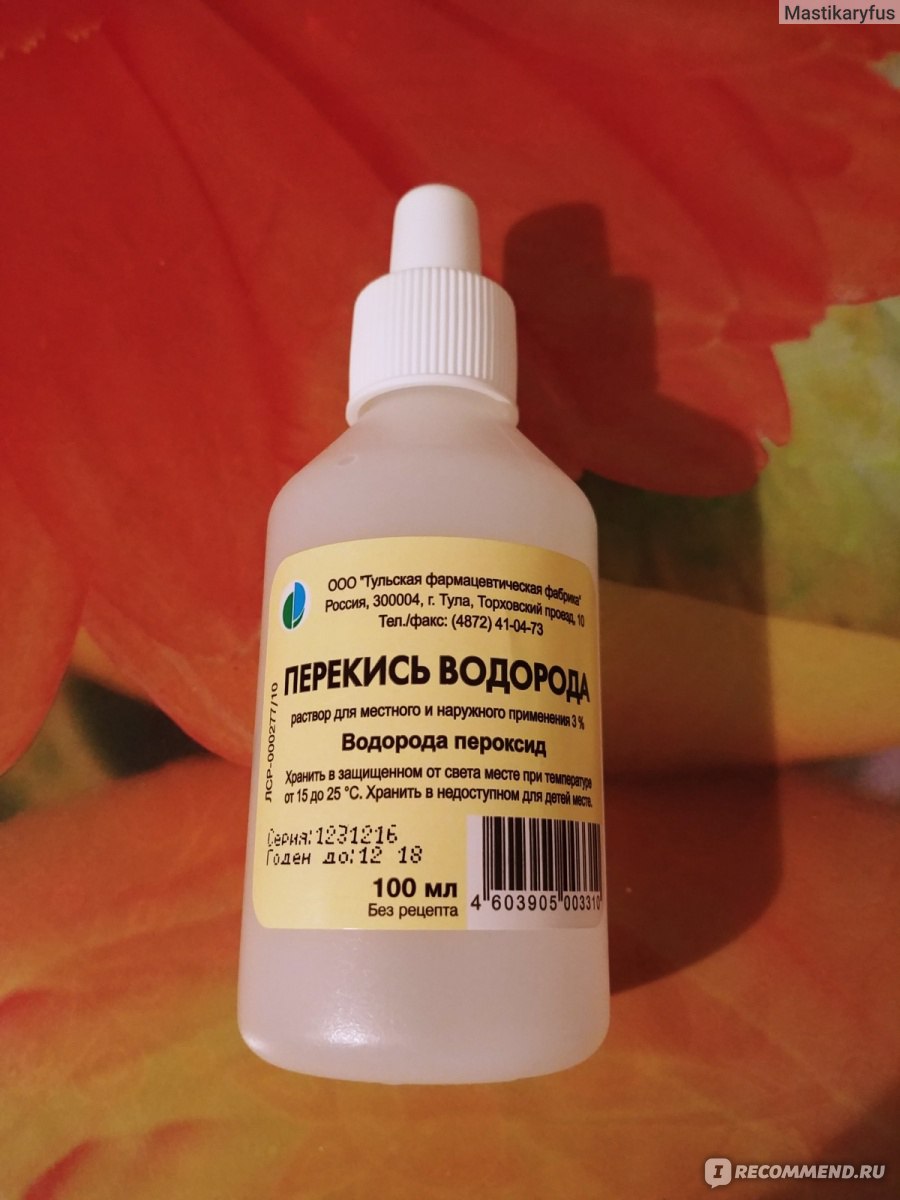 Mastikaryfus
ООО "Тульская фармацевтическая фабрика"
Россия, 300004, г. Тула, Торховский проезд, 10
Тел./факс: (4872) 41-04-73
ПЕРЕКИСЬ ВОДОРОДА
раствор для местного и наружного применения 3 %
Водорода пероксид
Хранить в защищенном от света месте при температуре
от 15 до 25 °С. Хранить в недоступном для детей месте.
ЛСР-000277/10
Серия:1231216
Годен до:12 18
100 мл
Без рецепта
4 603905 003310
IRECOMMEND.RU